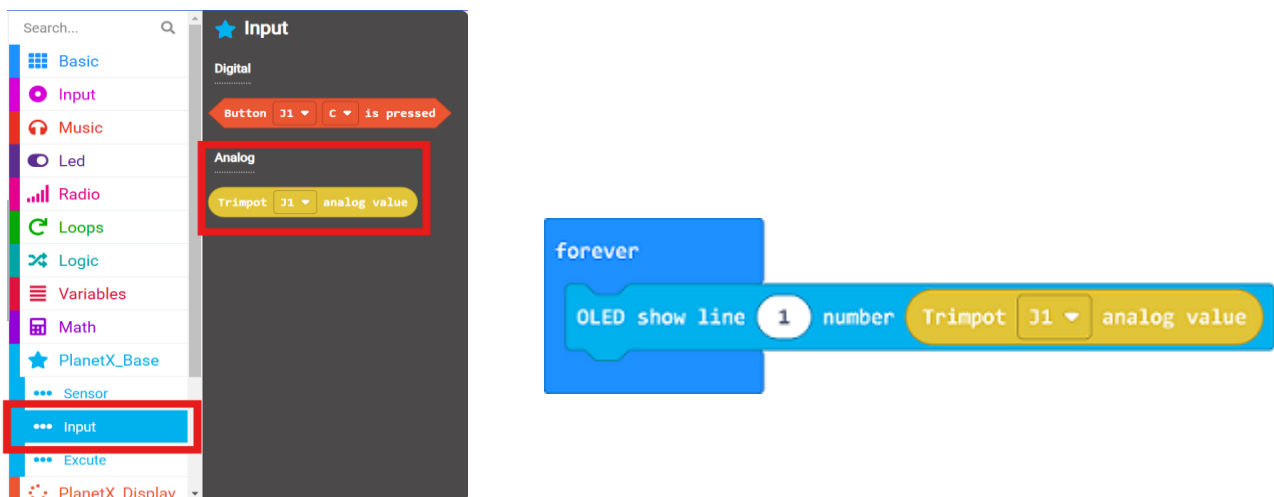 Search...
Basic
Input
Music
Led
Radio
Loops
Logic
Variables
Math
PlanetX_Base
Sensor
Input
Excute
PlanetX_Display
Input
Digital
Button J1 C is pressed
Analog
Trimpot J1 analog value
forever
OLED show line 1 number Trimpot J1 analog value